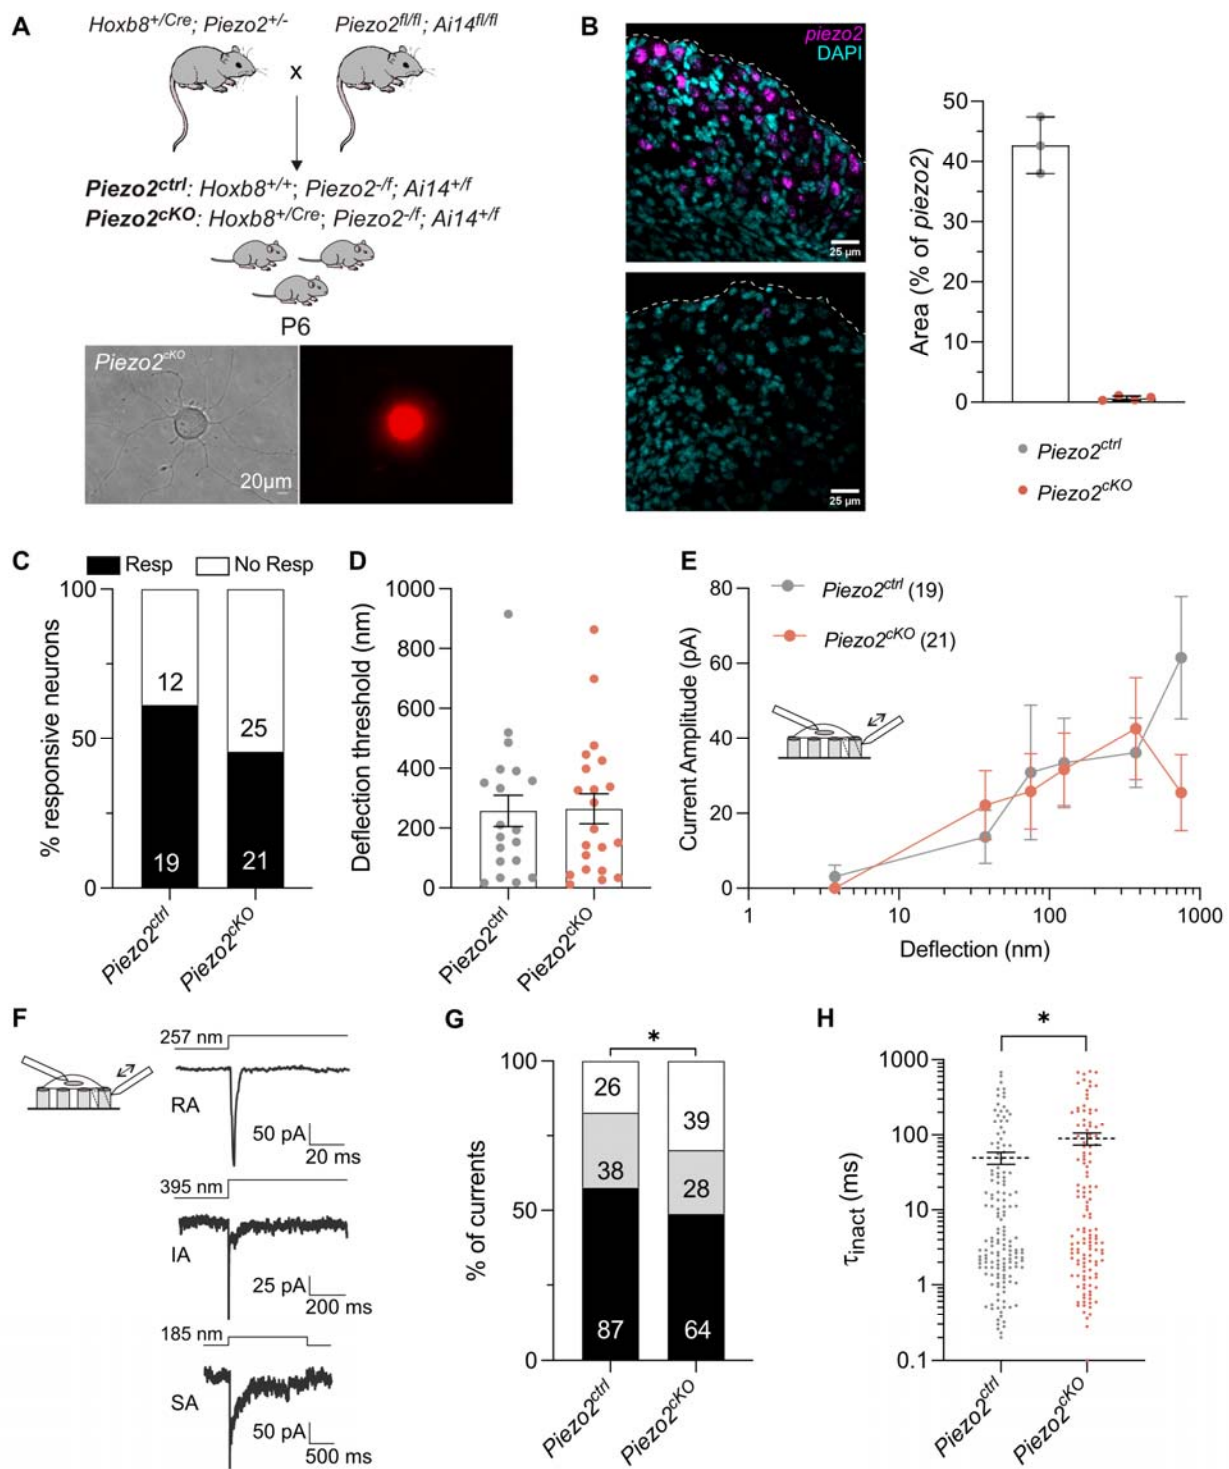 A
Hoxb8+/Cre; Piezo2+/-
Piezo2fl/fl; Ai14fl/fl
x
Piezo2ctrl: Hoxb8+/+; Piezo2-/f; Ai14+/f
Piezo2cKO: Hoxb8+/Cre; Piezo2-/f; Ai14+/f
P6
Piezo2cKO
20µm
B
piezo2
DAPI
25 µm
25 µm
Area (% of piezo2)
50
40
30
20
10
0
Piezo2ctrl
Piezo2cKO
C
Resp
No Resp
% responsive neurons
100
50
0
12
19
25
21
Piezo2ctrl
Piezo2cKO
D
Deflection threshold (nm)
1000
800
600
400
200
0
Piezo2ctrl
Piezo2cKO
E
Piezo2ctrl (19)
Piezo2cKO (21)
Current Amplitude (pA)
80
60
40
20
0
1
10
100
1000
Deflection (nm)
F
257 nm
RA
50 pA
20 ms
395 nm
IA
25 pA
200 ms
185 nm
SA
50 pA
500 ms
G
*
% of currents
100
50
0
26
38
87
39
28
64
Piezo2ctrl
Piezo2cKO
H
*
τinact (ms)
1000
100
10
1
0.1
Piezo2ctrl
Piezo2cKO